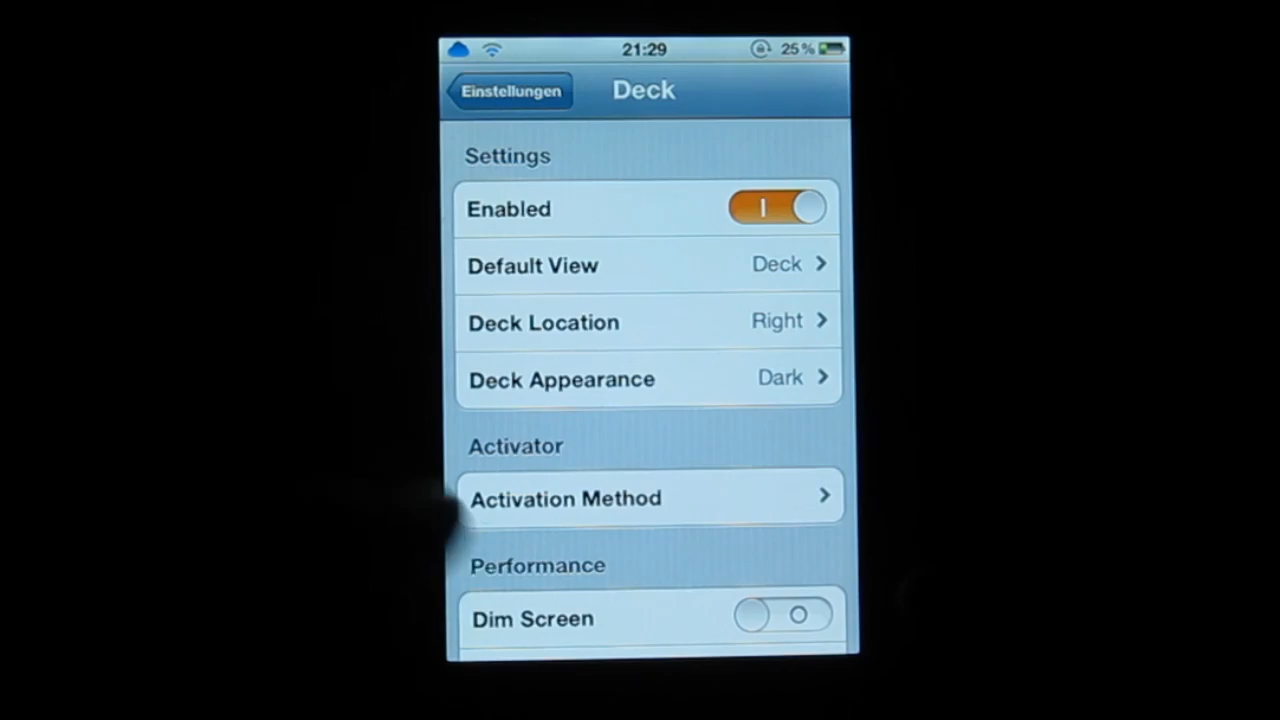 21:29
25%
Einstellungen
Deck
Settings
Enabled
Default View Deck
Deck Location Right
Deck Appearance Dark
Activator
Activation Method
Performance
Dim Screen